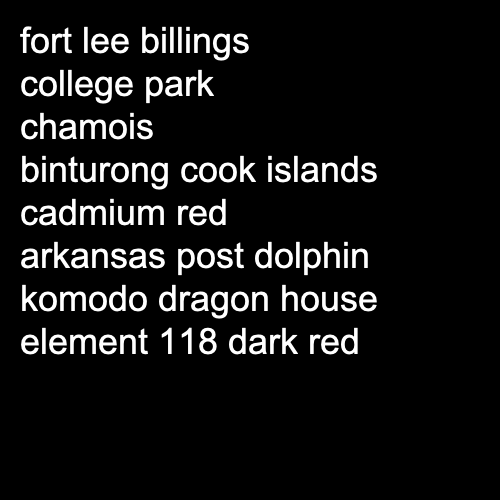 fort lee billings
college park
chamois
binturong cook islands
cadmium red
arkansas post dolphin
komodo dragon house
element 118 dark red